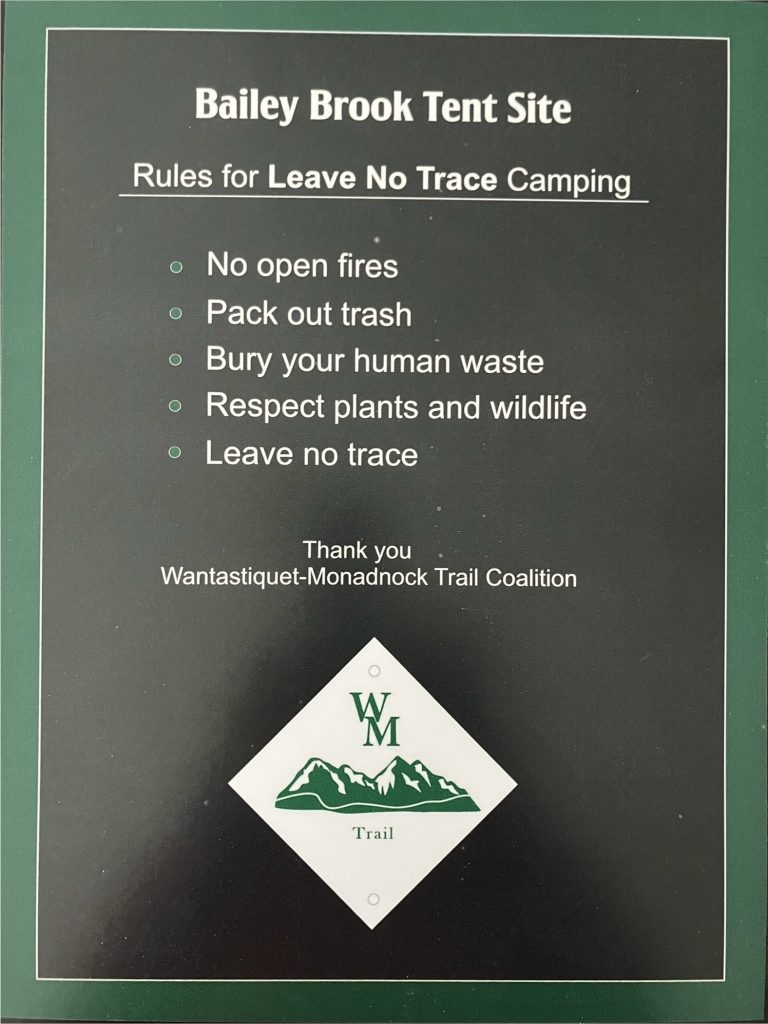 Bailey Brook Tent Site
Rules for Leave No Trace Camping
No open fires
Pack out trash
Bury your human waste
Respect plants and wildlife
Leave no trace
Thank you
Wantastiquet-Monadnock Trail Coalition
W
M
Trail